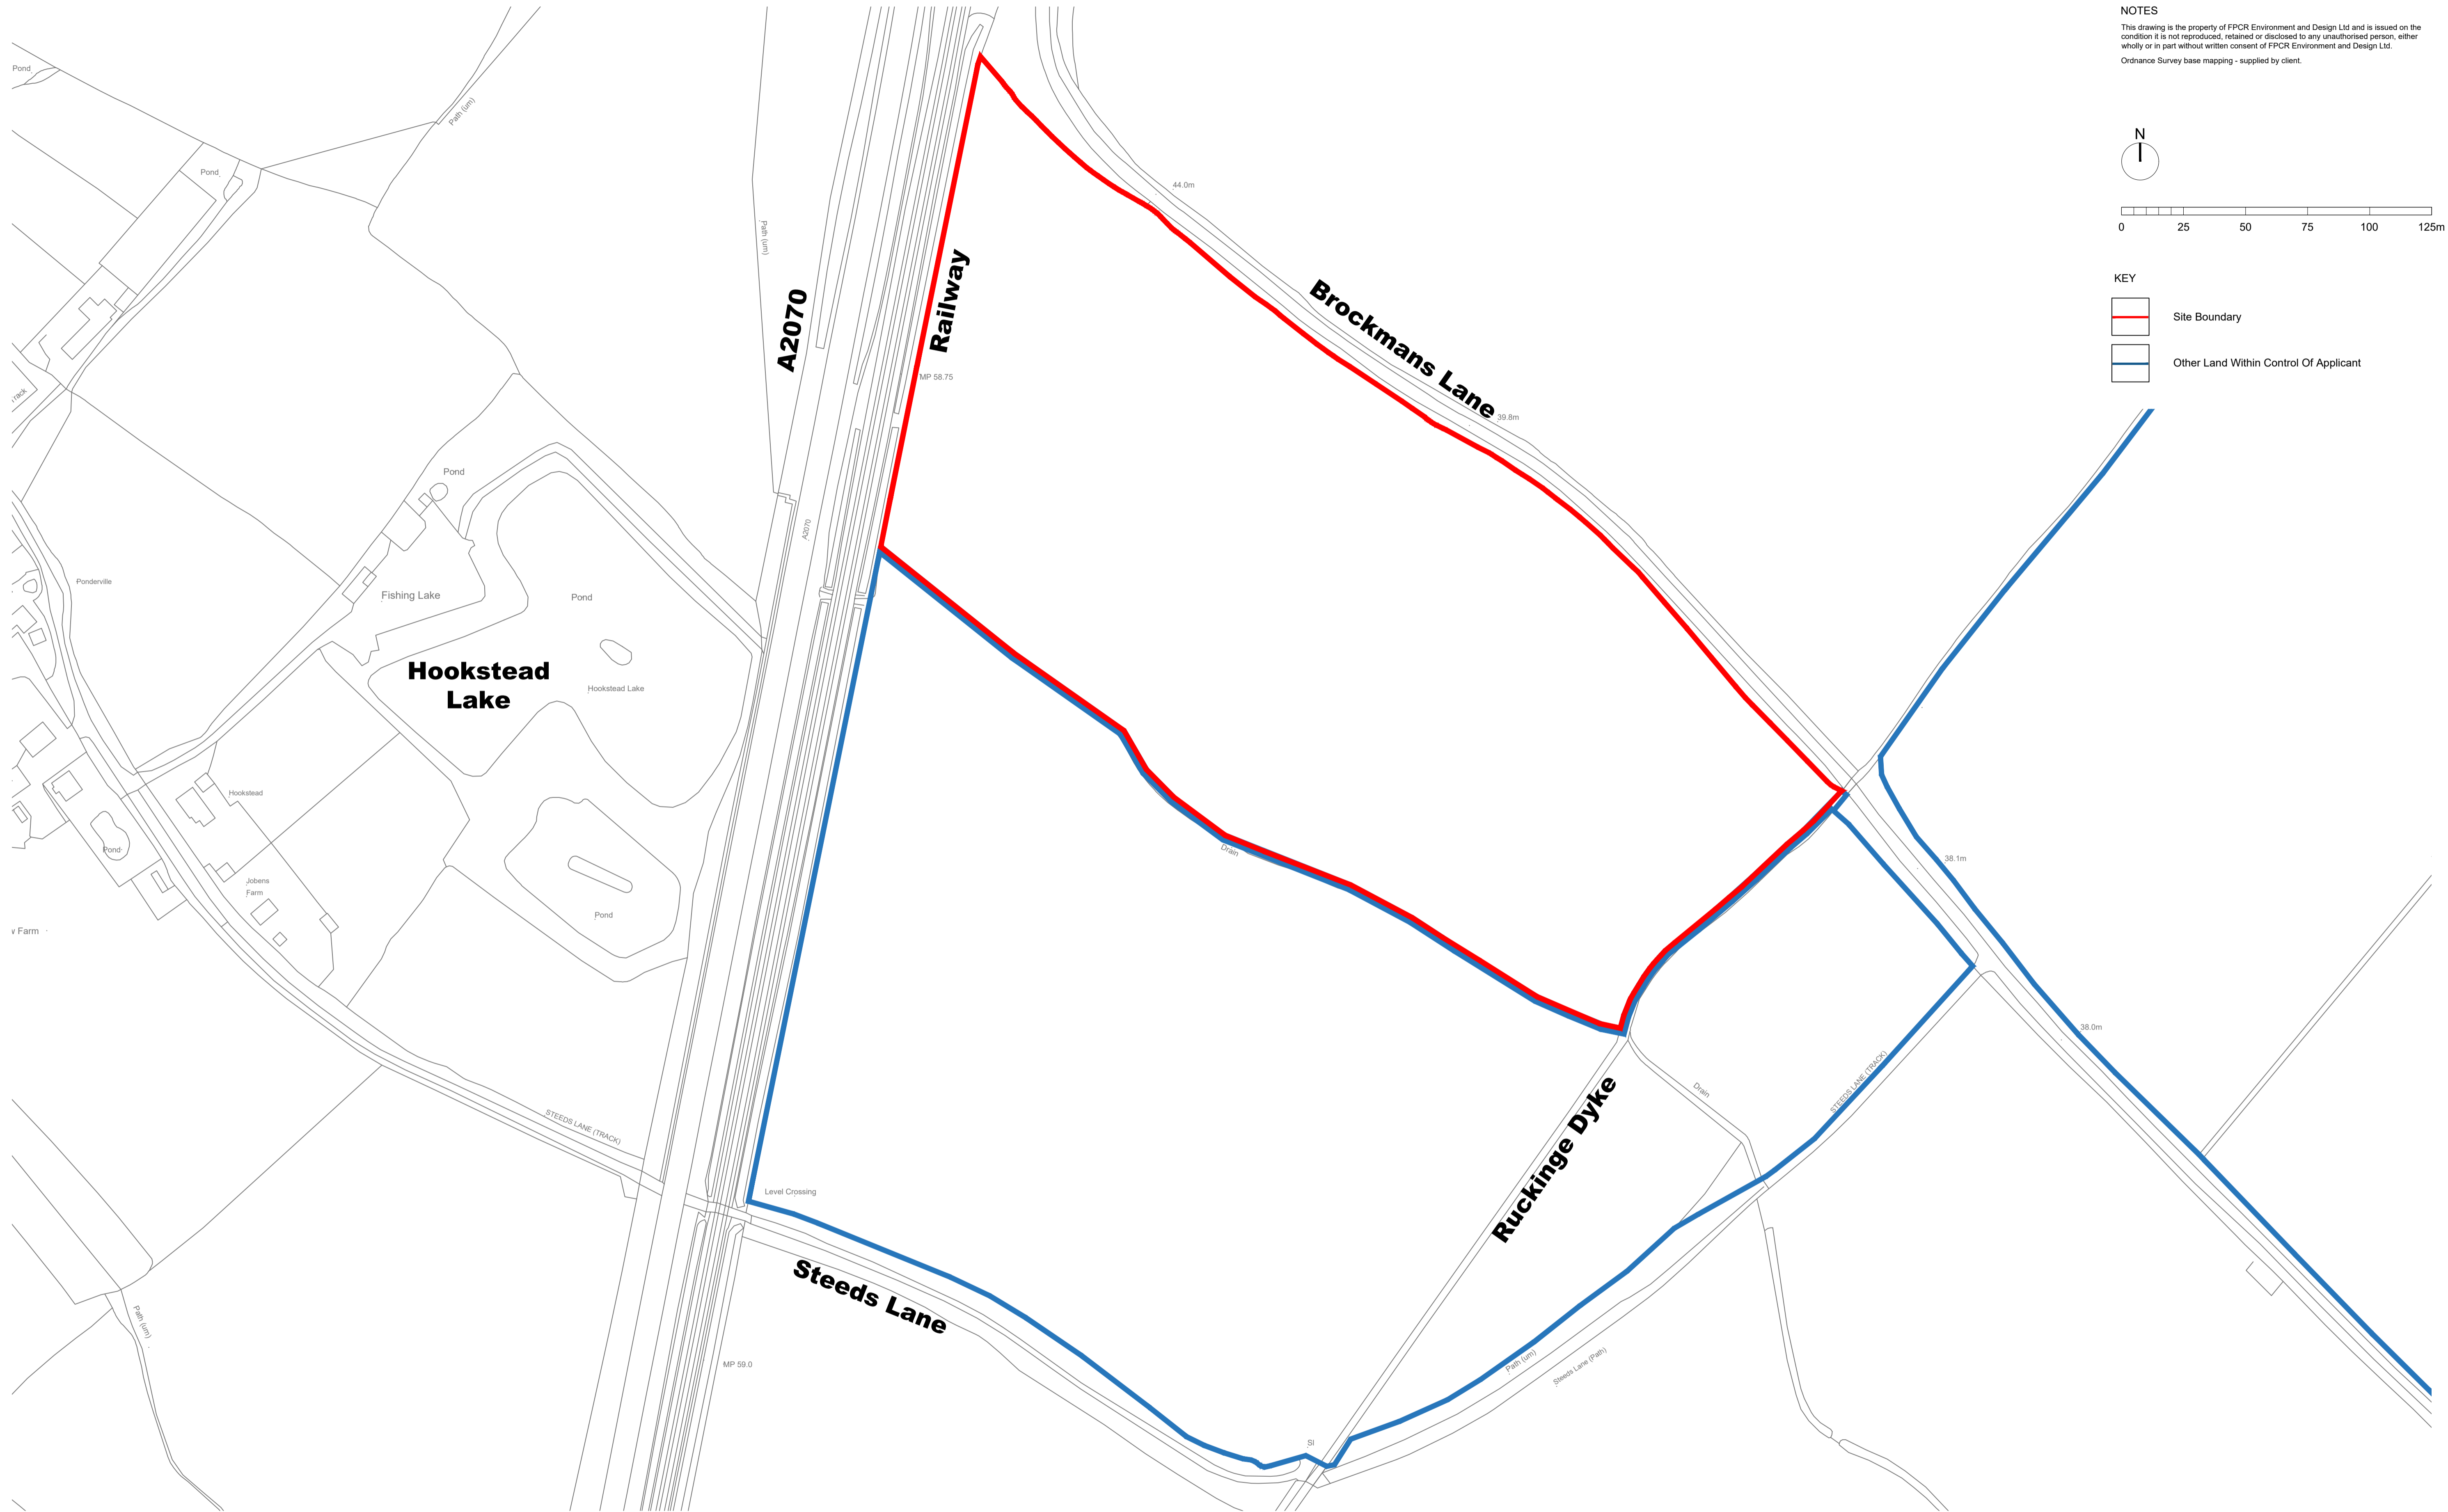 NOTES
This drawing is the property of FPCR Environment and Design Ltd and is issued on the
condition it is not reproduced, retained or disclosed to any unauthorised person, either
wholly or in part without written consent of FPCR Environment and Design Ltd.
Ordnance Survey base mapping - supplied by client.
N
0 25 50 75 100 125m
KEY
Site Boundary
Other Land Within Control Of Applicant
Pond
Path (um)
Pond
44.0m
Path (um)
A2070
Railway
Brockmans Lane
MP 58.75
Track
39.8m
Pond
A2070
Ponderville
Fishing Lake
Pond
Hookstead
Lake
Hookstead Lake
Hookstead
Pond
Drain
38.1m
Jobens
Farm
Pond
w Farm
38.0m
STEEDS LANE (TRACK)
Drain
STEEDS LANE (TRACK)
Ruckinge Dyke
Level Crossing
Steeds Lane
Path (um)
MP 59.0
Path (um)
Steeds Lane (Path)
Sl